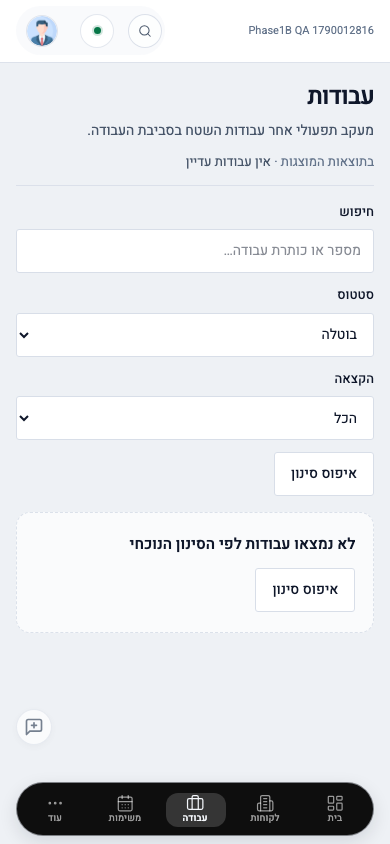 Phase1B QA 1790012816
עבודות
מעקב תפעולי אחר עבודות השטח בסביבת העבודה.
בתוצאות המוצגות · אין עבודות עדיין
חיפוש
מספר או כותרת עבודה...
סטטוס
בוטלה
הקצאה
הכל
איפוס סינון
לא נמצאו עבודות לפי הסינון הנוכחי
איפוס סינון
בית
לקוחות
עבודה
משימות
עוד